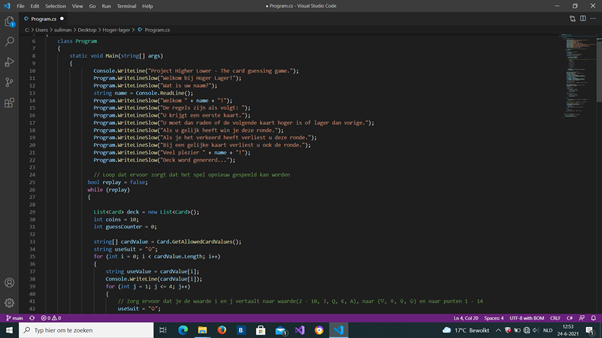 File Edit Selection View Go Run Terminal Help
● Program.cs - Visual Studio Code
Program.cs ●
C: > Users > suliman > Desktop > Hoger-lager > Program.cs
6 class Program
7 {
8 static void Main(string[] args)
9 {
10 Console.WriteLine("Project Higher Lower - The card guessing game.");
11 Program.WriteLineSlow("Welkom bij Hoger Lager!");
12 Program.WriteLineSlow("Wat is uw naam?");
13 string name = Console.ReadLine();
14 Program.WriteLineSlow("Welkom " + name + "!");
15 Program.WriteLineSlow("De regels zijn als volgt: ");
16 Program.WriteLineSlow("U krijgt een eerste kaart.");
17 Program.WriteLineSlow("U moet dan raden of de volgende kaart hoger is of lager dan vorige.");
18 Program.WriteLineSlow("Als u gelijk heeft win je deze ronde.");
19 Program.WriteLineSlow("Als je het verkeerd heeft verliest u deze ronde.");
20 Program.WriteLineSlow("Bij een gelijke kaart verliest u ook de ronde.");
21 Program.WriteLineSlow("Veel plezier " + name + "!");
22 Program.WriteLineSlow("Deck word genereerd...");
23
24 // Loop dat ervoor zorgt dat het spel opnieuw gespeeld kan worden
25 bool replay = false;
26 while (replay)
27 {
28
29 List<Card> deck = new List<Card>();
30 int coins = 10;
31 int guessCounter = 0;
32
33 string[] cardValue = Card.GetAllowedCardValues();
34 string useSuit = "";
35 for (int i = 0; i < cardValue.Length; i++)
36 {
37 string useValue = cardValue[i];
38 Console.WriteLine(cardValue[i]);
39 for (int j = 1; j <= 4; j++)
40 {
41 // Zorg ervoor dat je de waarde i en j vertaalt naar waarde(2 - 10, J, Q, K, A), naar en naar punten 1 - 14
42 useSuit =
main 0 0
Ln 4, Col 20 Spaces: 4 UTF-8 with BOM CRLF C#
Typ hier om te zoeken
17°C Bewolkt NLD 12:53
24-6-2021